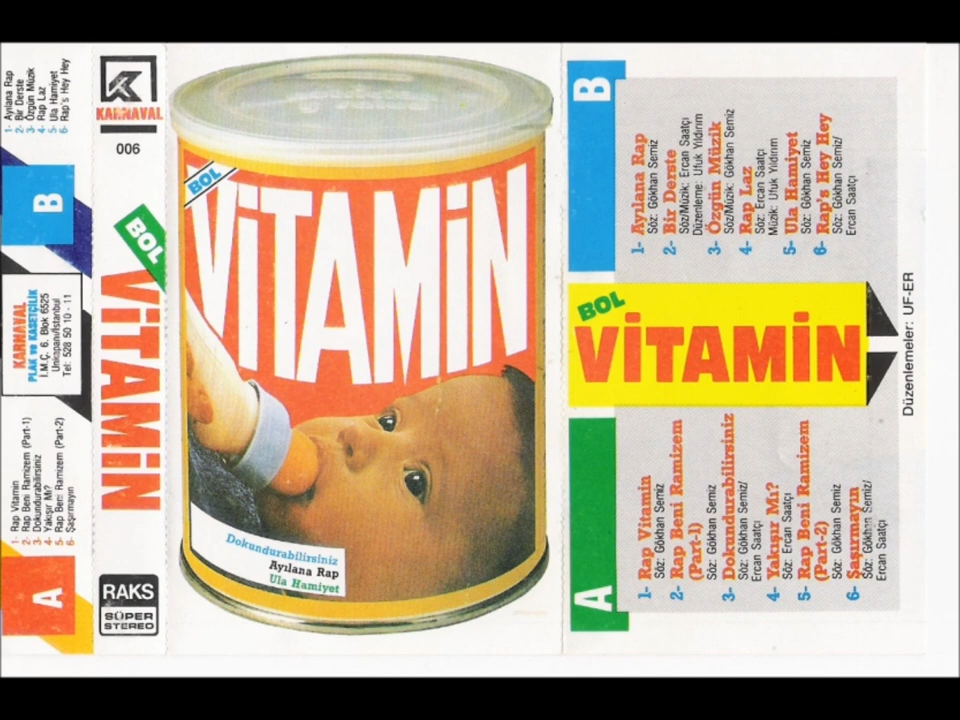 1- Ayılana Rap
2- Bir Derste
3- Özgün Müzik
4- Rap Laz
5- Ula Hamiyet
6- Rap's Hey Hey
B
KARNAVAL
PLAK ve KASETÇİLİK
İ.M.Ç. 6. Blok 6525
Unkapanı/İstanbul
Tel: 528 50 10 - 11
A
1- Rap Vitamin
2- Rap Beni Ramizem (Part-1)
3- Dokundurabilirsiniz
4- Yakışır Mı?
5- Rap Beni Ramizem (Part-2)
6- Şaşırmayın
KARNAVAL
006
BOL
VİTAMİN
RAKS
SÜPER
STEREO
BOL
VİTAMİN
Dokundurabilirsiniz
Ayılana Rap
Ula Hamiyet
B
1- Ayılana Rap
Söz: Gökhan Semiz
2- Bir Derste
Söz/Müzik: Ercan Saatçı
Düzenleme: Ufuk Yıldırım
3- Özgün Müzik
Söz/Müzik: Gökhan Semiz
4- Rap Laz
Söz: Ercan Saatçı
Müzik: Ufuk Yıldırım
5- Ula Hamiyet
Söz: Gökhan Semiz
6- Rap's Hey Hey
Söz: Gökhan Semiz/
Ercan Saatçı
BOL
VİTAMİN
Düzenlemeler: UF-ER
A
1- Rap Vitamin
Söz: Gökhan Semiz
2- Rap Beni Ramizem
(Part-1)
Söz: Gökhan Semiz
3- Dokundurabilirsiniz
Söz: Gökhan Semiz/
Ercan Saatçı
4- Yakışır Mı?
Söz: Ercan Saatçı
5- Rap Beni Ramizem
(Part-2)
Söz: Gökhan Semiz
6- Şaşırmayın
Söz: Gökhan Semiz/
Ercan Saatçı